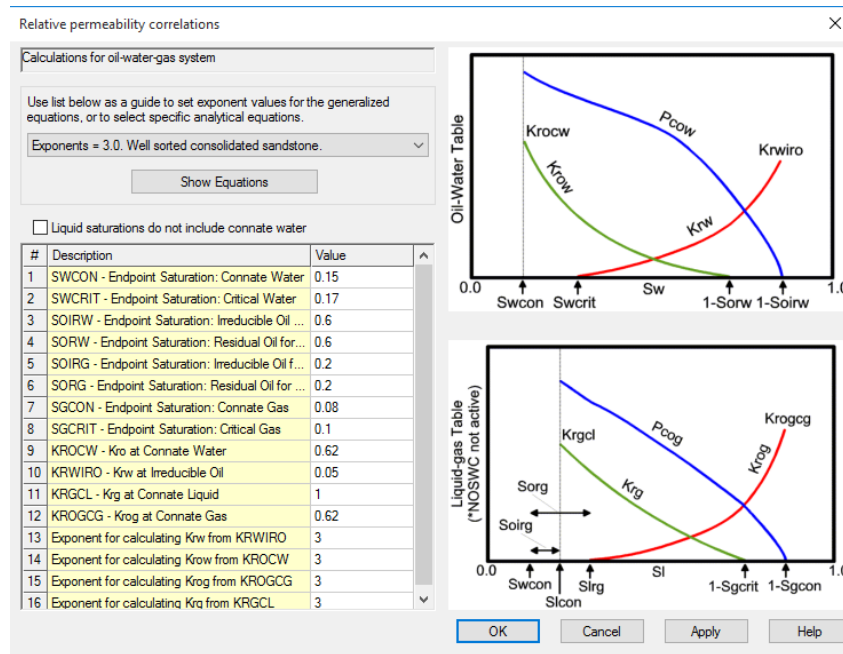 Relative permeability correlations
Calculations for oil-water-gas system
Use list below as a guide to set exponent values for the generalized
equations, or to select specific analytical equations.
Exponents = 3.0. Well sorted consolidated sandstone.
Show Equations
Liquid saturations do not include connate water
# Description Value
1 SWCON - Endpoint Saturation: Connate Water 0.15
2 SWCRIT - Endpoint Saturation: Critical Water 0.17
3 SOIRW - Endpoint Saturation: Irreducible Oil ... 0.6
4 SORW - Endpoint Saturation: Residual Oil for... 0.6
5 SOIRG - Endpoint Saturation: Irreducible Oil f... 0.2
6 SORG - Endpoint Saturation: Residual Oil for ... 0.2
7 SGCON - Endpoint Saturation: Connate Gas 0.08
8 SGCRIT - Endpoint Saturation: Critical Gas 0.1
9 KROCW - Kro at Connate Water 0.62
10 KRWIRO - Krw at Irreducible Oil 0.05
11 KRGCL - Krg at Connate Liquid 1
12 KROGCG - Krog at Connate Gas 0.62
13 Exponent for calculating Krw from KRWIRO 3
14 Exponent for calculating Krow from KROCW 3
15 Exponent for calculating Krog from KROGCG 3
16 Exponent for calculating Krg from KRGCL 3
Oil-Water Table
Krocw
Pcow
Krwiro
Krow
Krw
0.0 Sw 1.0
Swcon Swcrit 1-Sorw 1-Soirw
Liquid-gas Table
(*NOSWC not active)
Krgcl
Pcog
Krogcg
Krg
Krog
Sorg
Soirg
0.0 Sl 1.0
Swcon Slrg 1-Sgcrit 1-Sgcon
Slcon
OK Cancel Apply Help